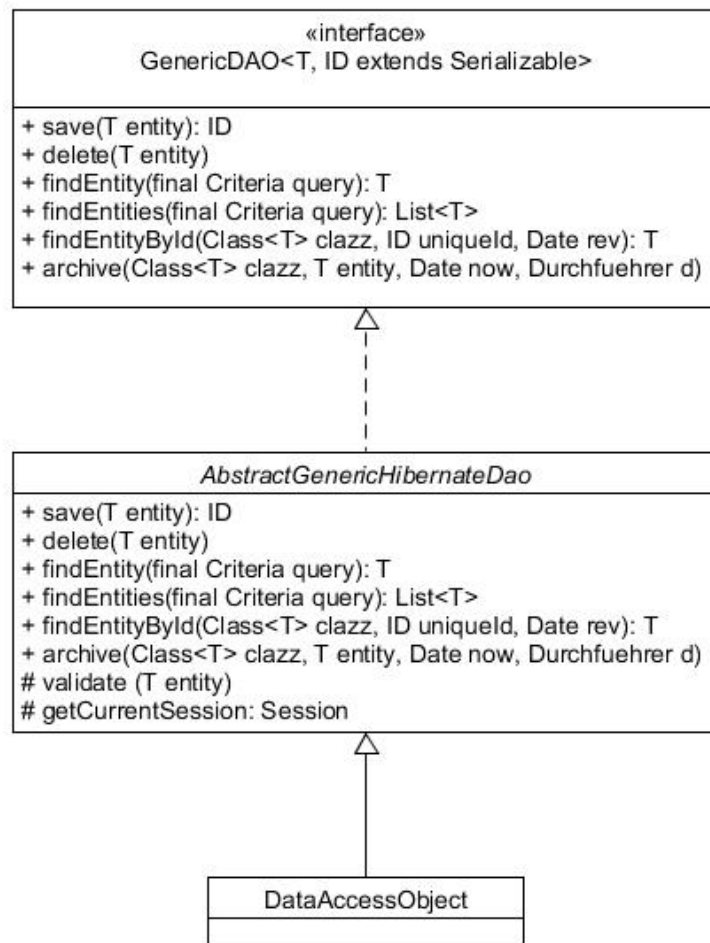 «interface»
GenericDAO<T, ID extends Serializable>
+ save(T entity): ID
+ delete(T entity)
+ findEntity(final Criteria query): T
+ findEntities(final Criteria query): List<T>
+ findEntityById(Class<T> clazz, ID uniqueId, Date rev): T
+ archive(Class<T> clazz, T entity, Date now, Durchfuehrer d)
AbstractGenericHibernateDao
+ save(T entity): ID
+ delete(T entity)
+ findEntity(final Criteria query): T
+ findEntities(final Criteria query): List<T>
+ findEntityById(Class<T> clazz, ID uniqueId, Date rev): T
+ archive(Class<T> clazz, T entity, Date now, Durchfuehrer d)
# validate (T entity)
# getCurrentSession: Session
DataAccessObject